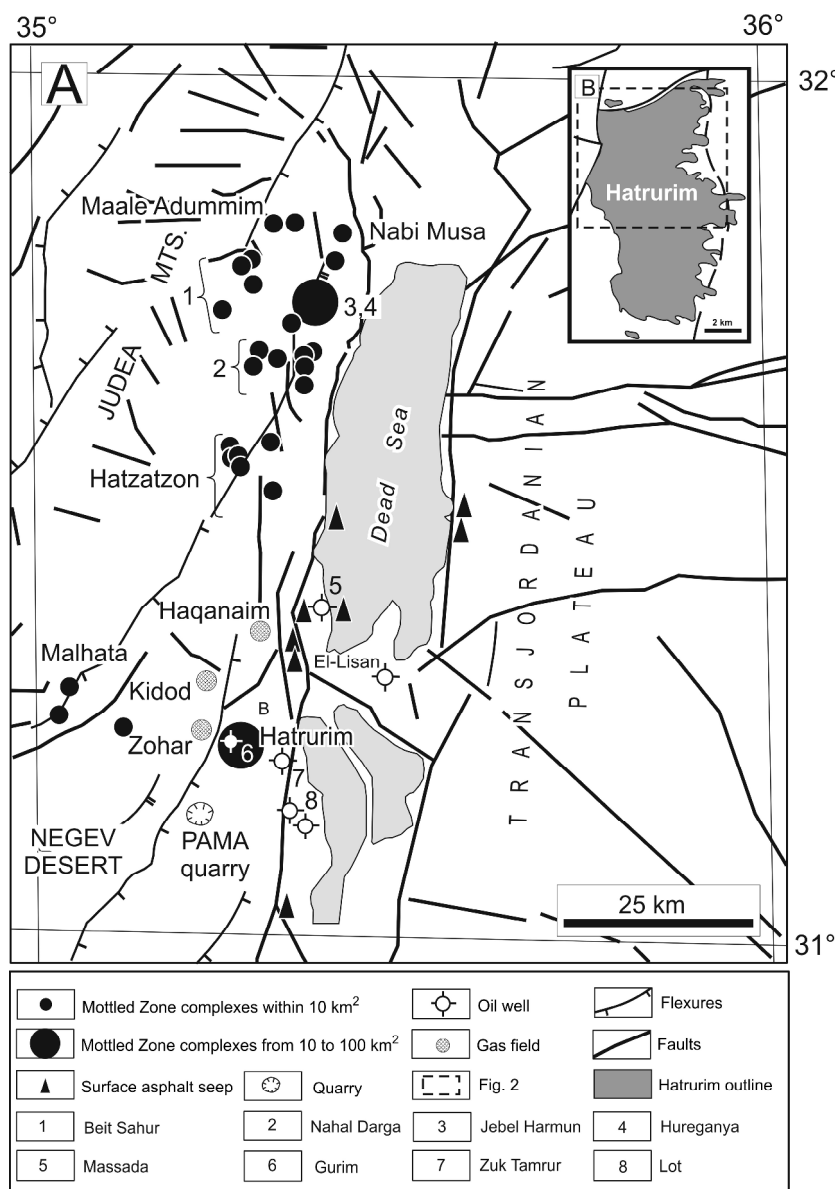 35°
36°
A
32°
B
Hatrurim
2 km
Maale Adummim
MTS.
Nabi Musa
1
3,4
2
JUDEA
Hatzatzon
Dead Sea
TRANSJORDANIAN
PLATEAU
5
Haqanaim
El-Lisan
Malhata
Kidod
B
Zohar
Hatrurim
6
7
8
NEGEV
DESERT
PAMA
quarry
25 km
31°
Mottled Zone complexes within 10 km²
Oil well
Flexures
Mottled Zone complexes from 10 to 100 km²
Gas field
Faults
Surface asphalt seep
Quarry
Fig. 2
Hatrurim outline
1 Beit Sahur
2 Nahal Darga
3 Jebel Harmun
4 Hureganya
5 Massada
6 Gurim
7 Zuk Tamrur
8 Lot